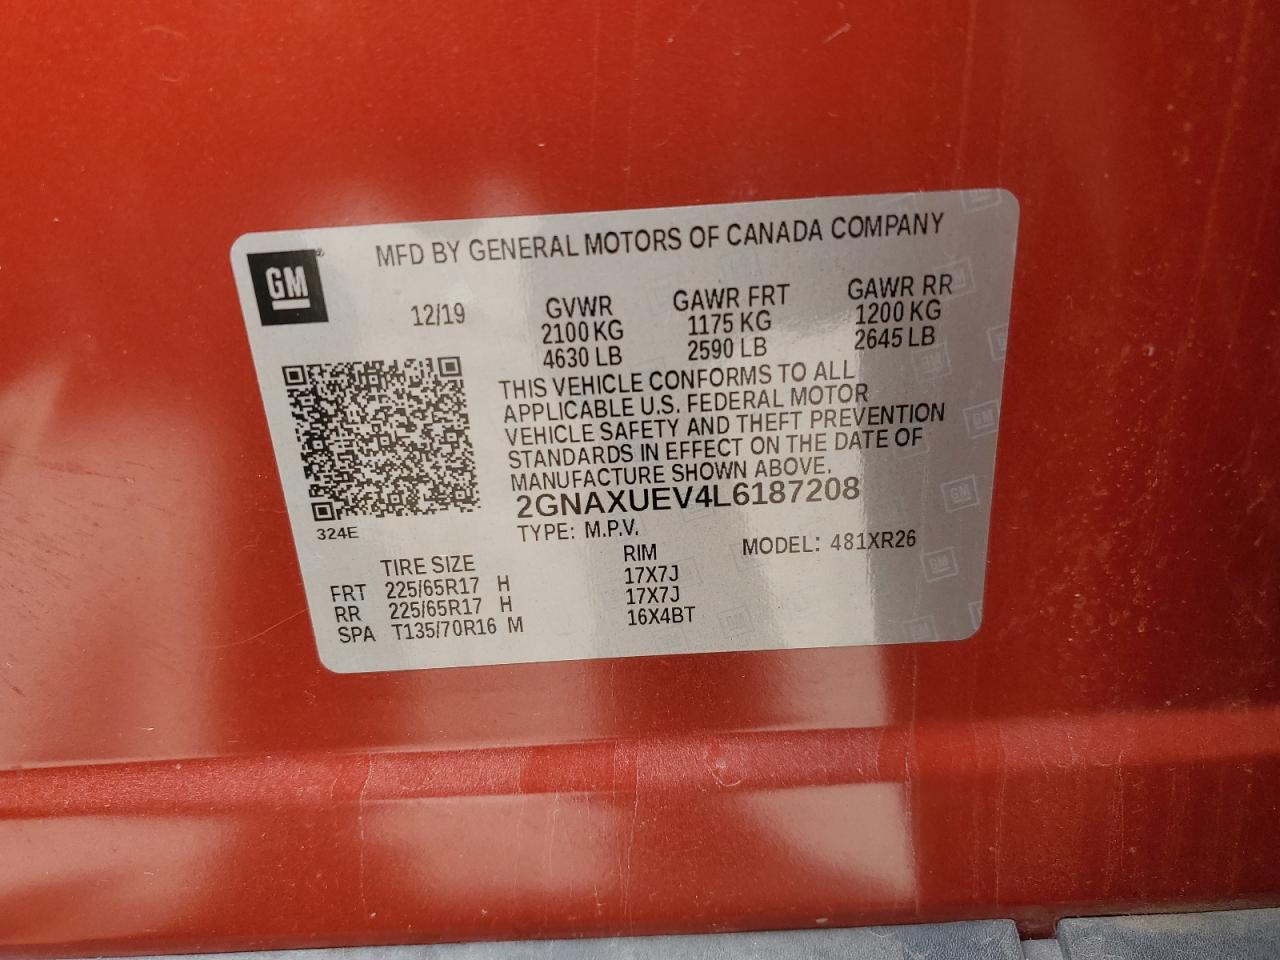 MFD BY GENERAL MOTORS OF CANADA COMPANY
GM®
12/19 GVWR GAWR FRT GAWR RR
2100 KG 1175 KG 1200 KG
4630 LB 2590 LB 2645 LB
THIS VEHICLE CONFORMS TO ALL
APPLICABLE U.S. FEDERAL MOTOR
VEHICLE SAFETY AND THEFT PREVENTION
STANDARDS IN EFFECT ON THE DATE OF
MANUFACTURE SHOWN ABOVE.
2GNAXUEV4L6187208
324E
TYPE: M.P.V. MODEL: 481XR26
TIRE SIZE RIM
FRT 225/65R17 H 17X7J
RR 225/65R17 H 17X7J
SPA T135/70R16 M 16X4BT